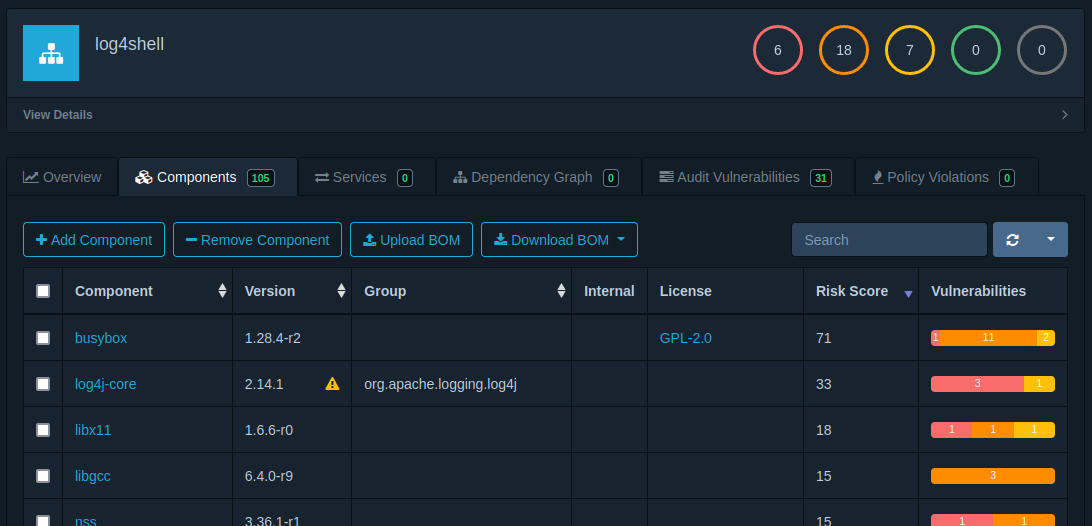 log4shell
6 18 7 0 0
View Details
Overview Components 105 Services 0 Dependency Graph 0 Audit Vulnerabilities 31 Policy Violations 0
Add Component Remove Component Upload BOM Download BOM Search
Component Version Group Internal License Risk Score Vulnerabilities
busybox 1.28.4-r2 GPL-2.0 71 1 11 2
log4j-core 2.14.1 org.apache.logging.log4j 33 3 1
libx11 1.6.6-r0 18 1 1 1
libgcc 6.4.0-r9 15 3
nss 3.36.1-r1 15 1 1